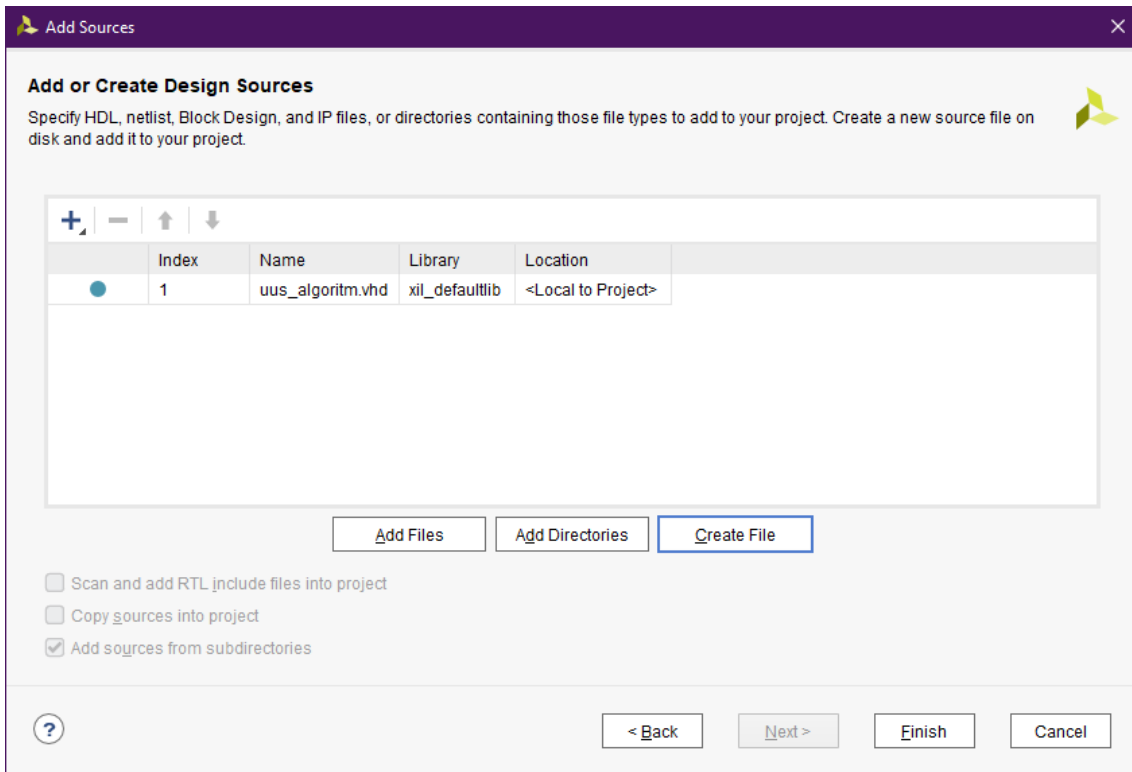 Add Sources
Add or Create Design Sources
Specify HDL, netlist, Block Design, and IP files, or directories containing those file types to add to your project. Create a new source file on
disk and add it to your project.
Index Name Library Location
1 uus_algoritm.vhd xil_defaultlib <Local to Project>
Add Files Add Directories Create File
Scan and add RTL include files into project
Copy sources into project
Add sources from subdirectories
? < Back Next > Finish Cancel